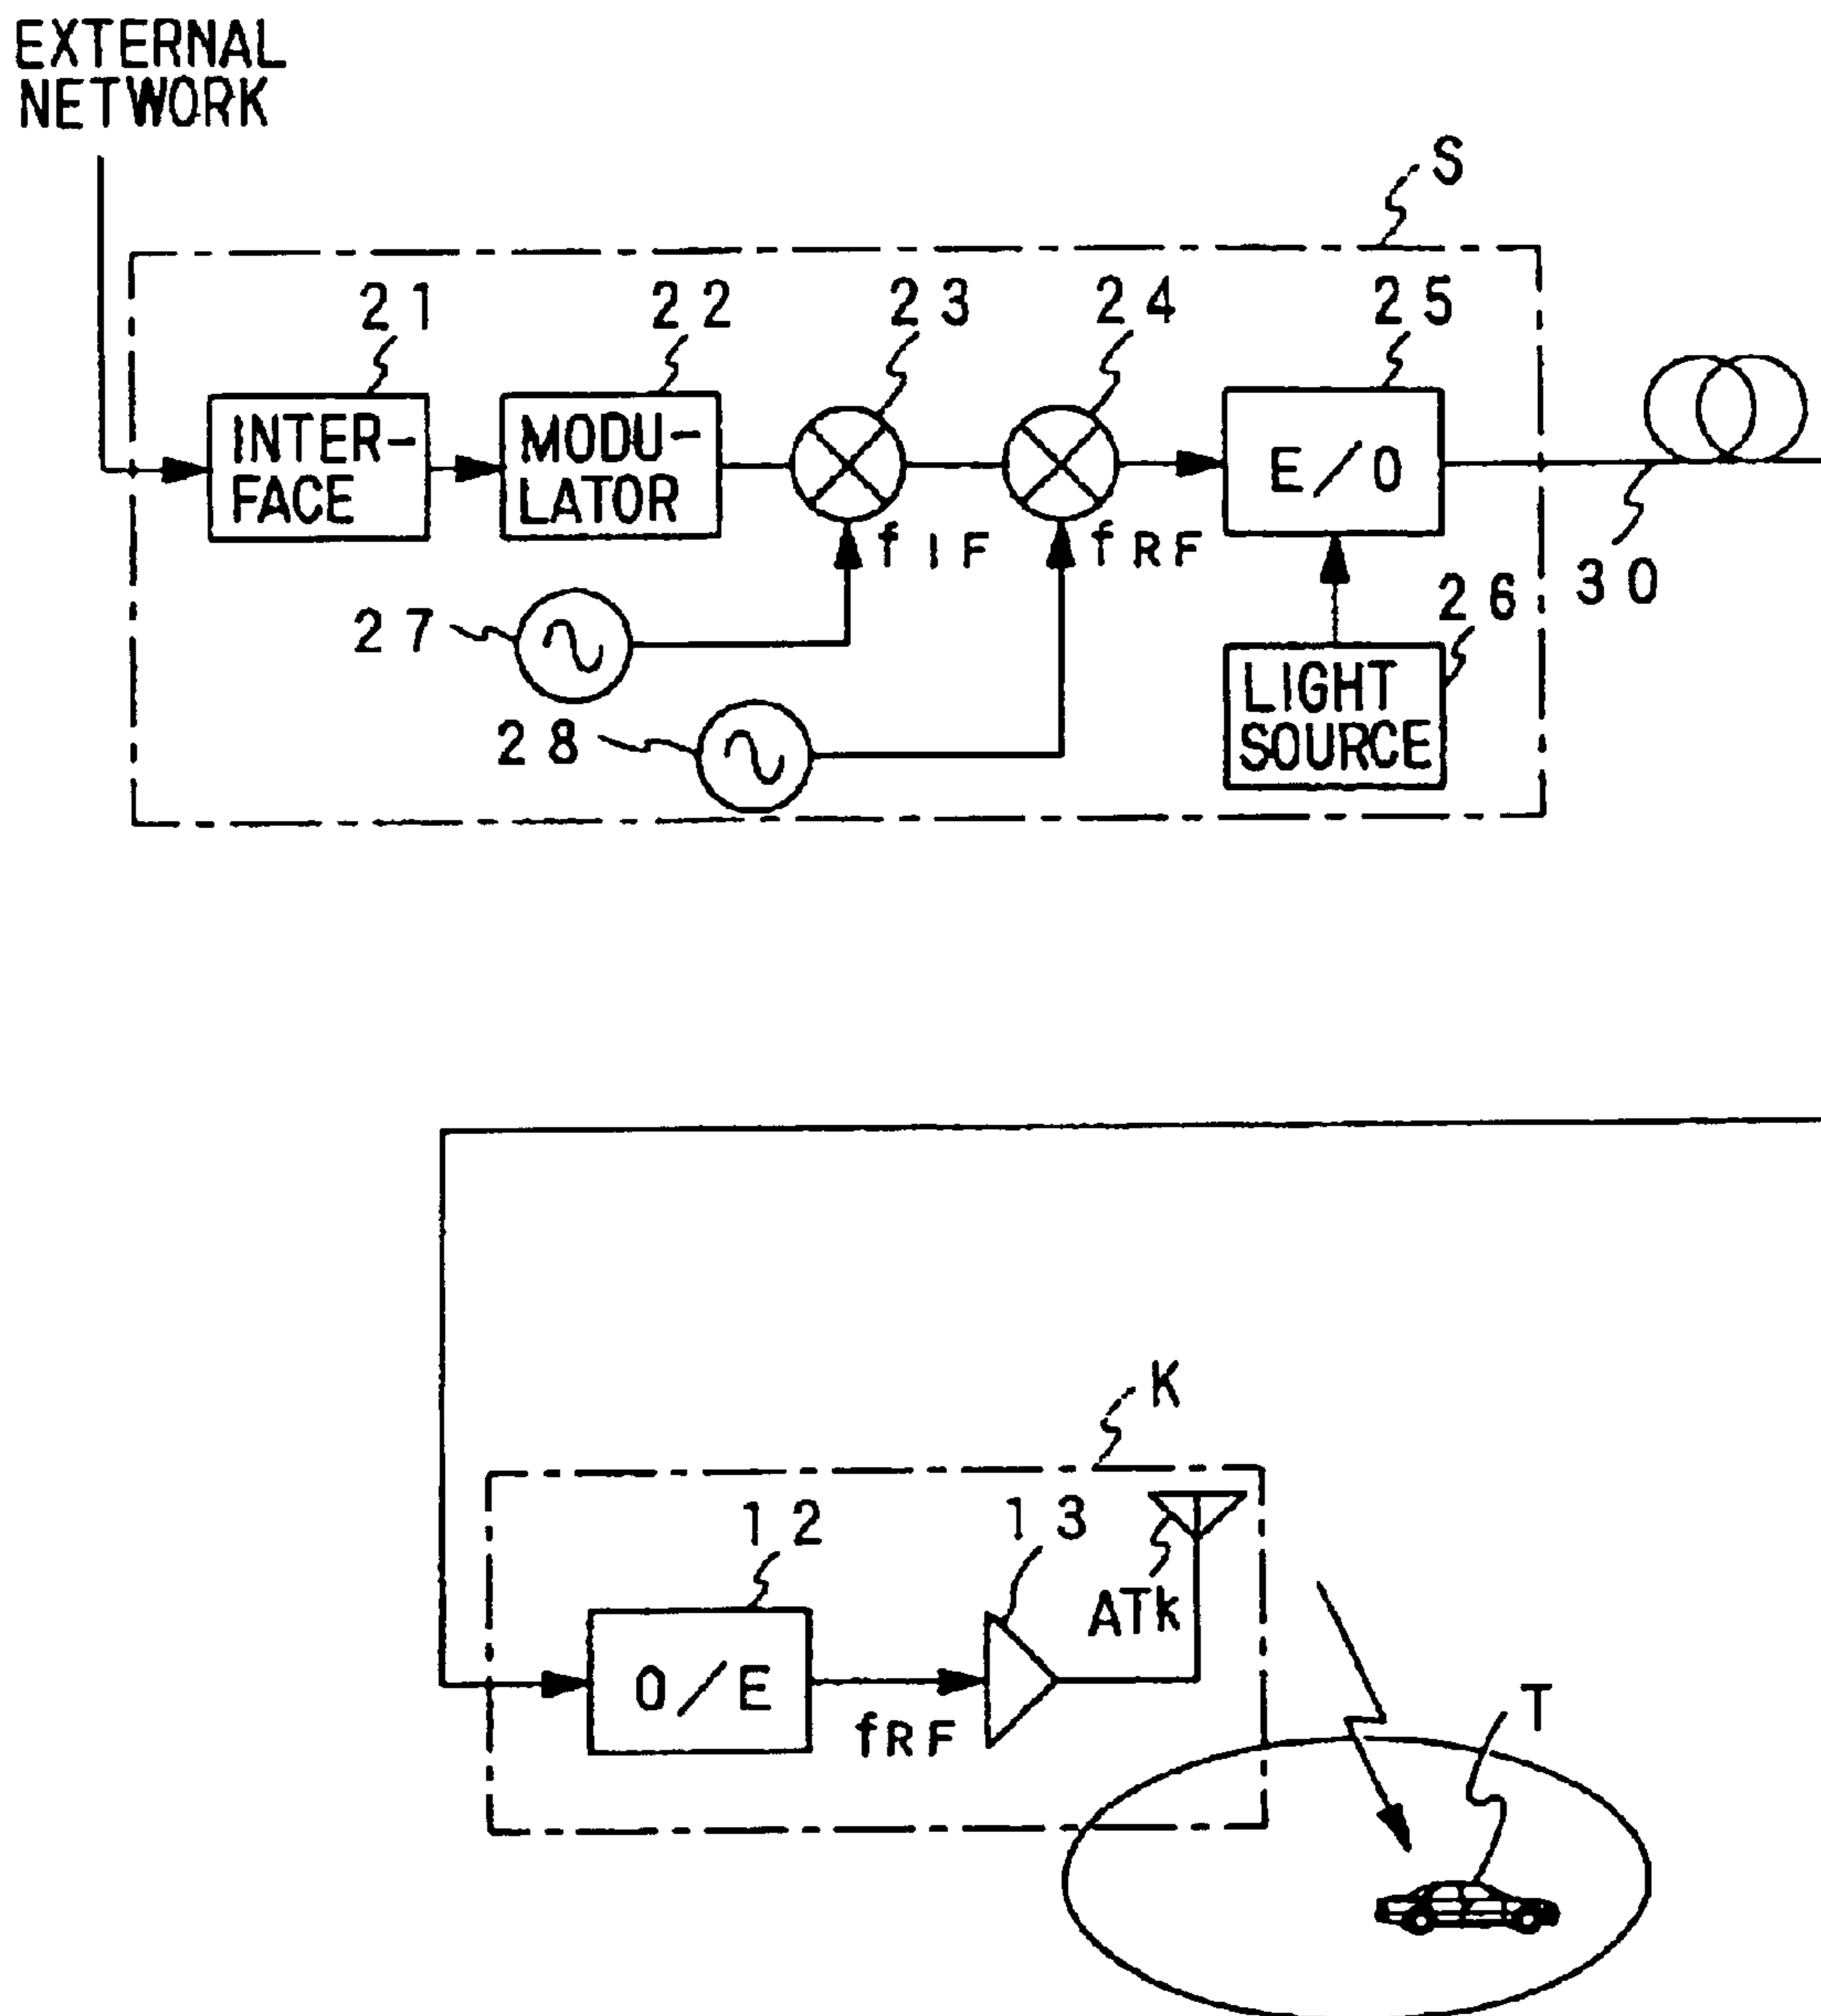 EXTERNAL
NETWORK
S
21
22
23
24
25
INTER-
FACE
MODU-
LATOR
E/O
fIF
fRF
30
26
27
28
LIGHT
SOURCE
K
12
13
ATk
O/E
fRF
T